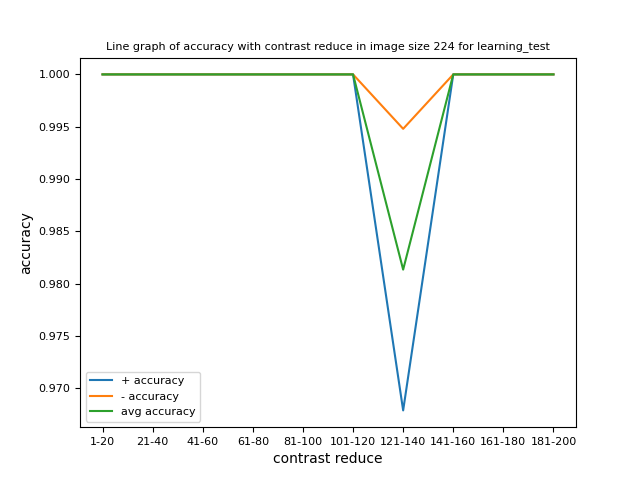 Line graph of accuracy with contrast reduce in image size 224 for learning_test
accuracy
1.000
0.995
0.990
0.985
0.980
0.975
0.970
+ accuracy
- accuracy
avg accuracy
1-20 21-40 41-60 61-80 81-100 101-120 121-140 141-160 161-180 181-200
contrast reduce